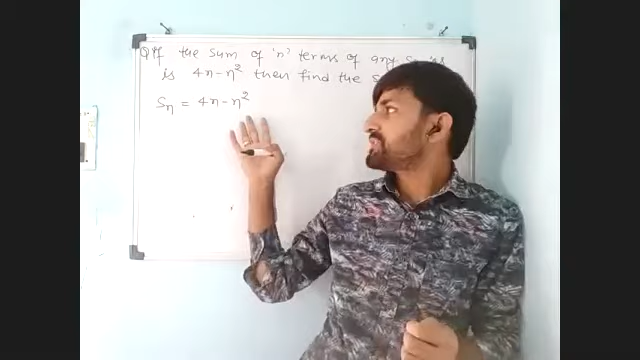 Q If the sum of 'n' terms of any
is 4n - n² then find the
Sn = 4n - n²